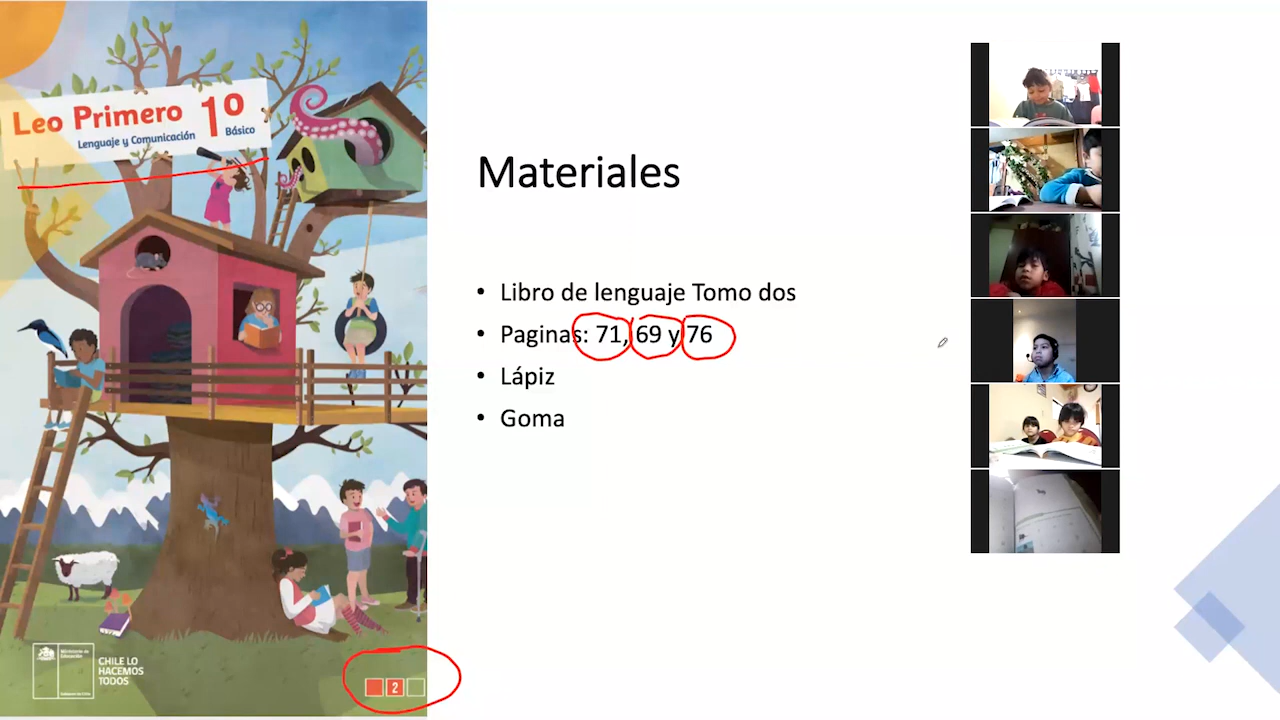 Leo Primero 1º
Lenguaje y Comunicación Básico
Materiales
• Libro de lenguaje Tomo dos
• Paginas: 71, 69 y 76
• Lápiz
• Goma
CHILE LO
HACEMOS
TODOS
2